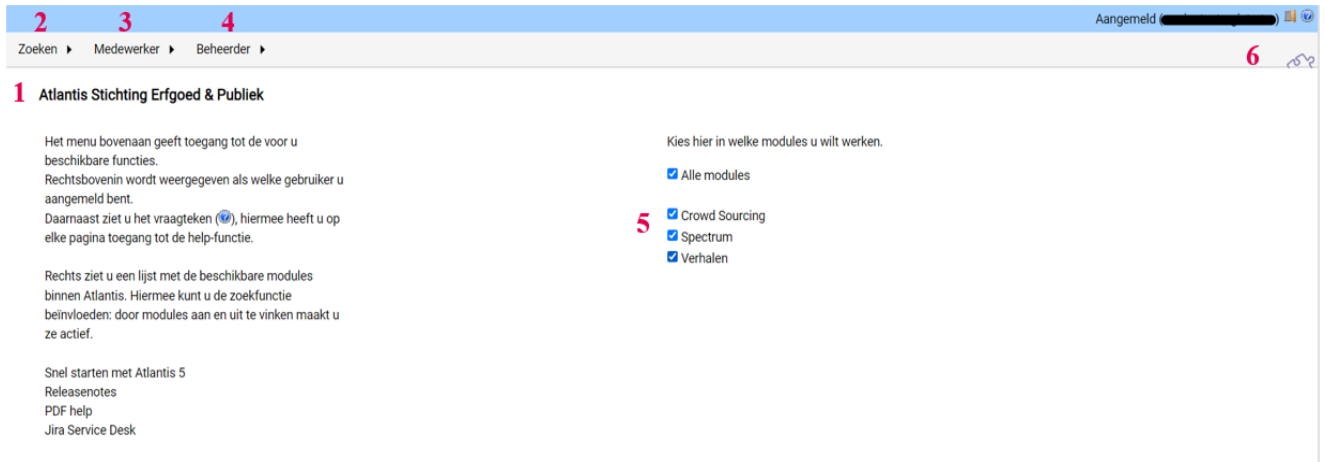 Aangemeld ( )
2 3 4
Zoeken Medewerker Beheerder
6
1 Atlantis Stichting Erfgoed & Publiek
Het menu bovenaan geeft toegang tot de voor u
beschikbare functies.
Rechtsbovenin wordt weergegeven als welke gebruiker u
aangemeld bent.
Daarnaast ziet u het vraagteken (?), hiermee heeft u op
elke pagina toegang tot de help-functie.
Rechts ziet u een lijst met de beschikbare modules
binnen Atlantis. Hiermee kunt u de zoekfunctie
beïnvloeden: door modules aan en uit te vinken maakt u
ze actief.
Snel starten met Atlantis 5
Releasenotes
PDF help
Jira Service Desk
Kies hier in welke modules u wilt werken.
Alle modules
5
Crowd Sourcing
Spectrum
Verhalen